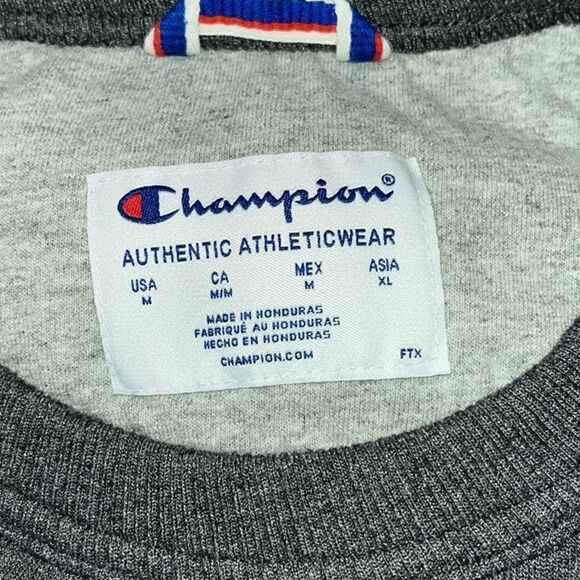 Champion®
AUTHENTIC ATHLETICWEAR
USA CA MEX ASIA
M M/M M XL
MADE IN HONDURAS
FABRIQUÉ AU HONDURAS
HECHO EN HONDURAS
CHAMPION.COM
FTX